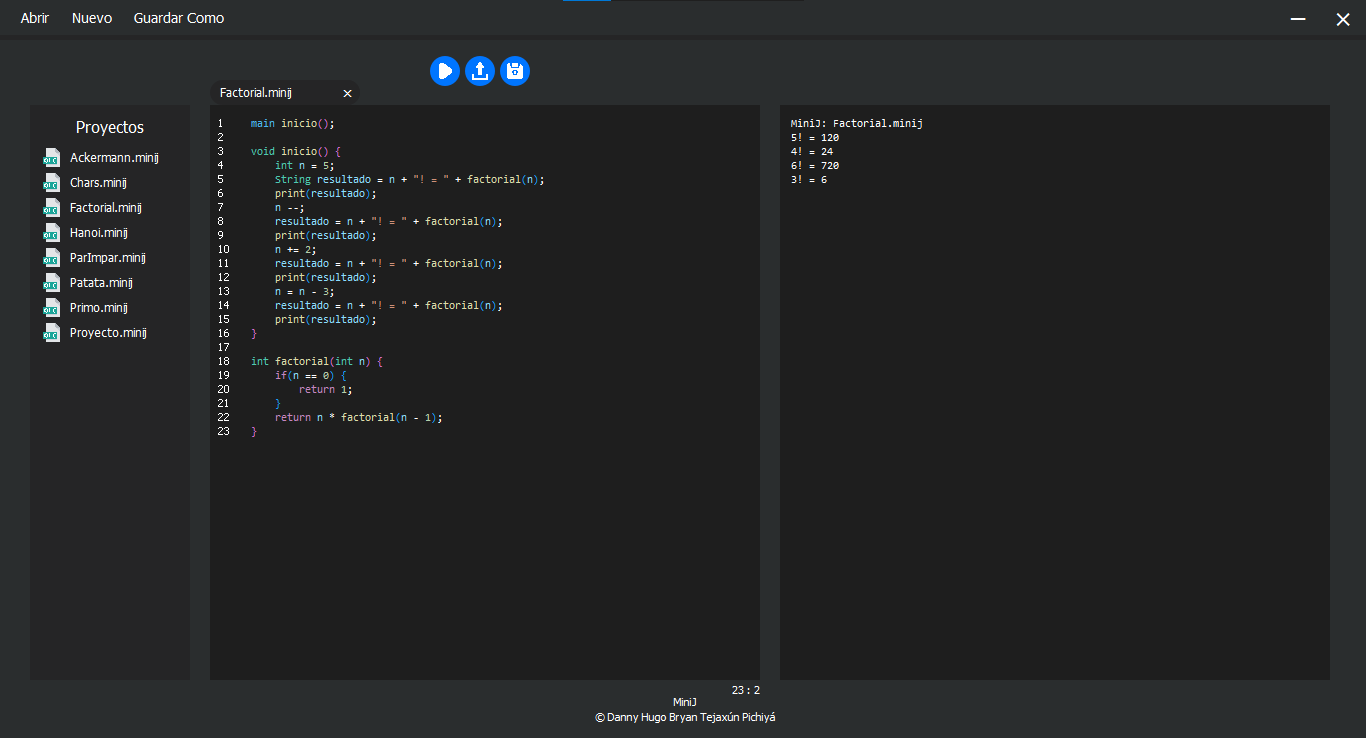 Abrir Nuevo Guardar Como
Factorial.minij
Proyectos
Ackermann.minij
Chars.minij
Factorial.minij
Hanoi.minij
ParImpar.minij
Patata.minij
Primo.minij
Proyecto.minij
1 main inicio();
2
3 void inicio() {
4     int n = 5;
5     String resultado = n + "! = " + factorial(n);
6     print(resultado);
7     n --;
8     resultado = n + "! = " + factorial(n);
9     print(resultado);
10     n += 2;
11     resultado = n + "! = " + factorial(n);
12     print(resultado);
13     n = n - 3;
14     resultado = n + "! = " + factorial(n);
15     print(resultado);
16 }
17
18 int factorial(int n) {
19     if(n == 0) {
20         return 1;
21     }
22     return n * factorial(n - 1);
23 }
MiniJ: Factorial.minij
5! = 120
4! = 24
6! = 720
3! = 6
23 : 2
MiniJ
© Danny Hugo Bryan Tejaxún Pichiyá